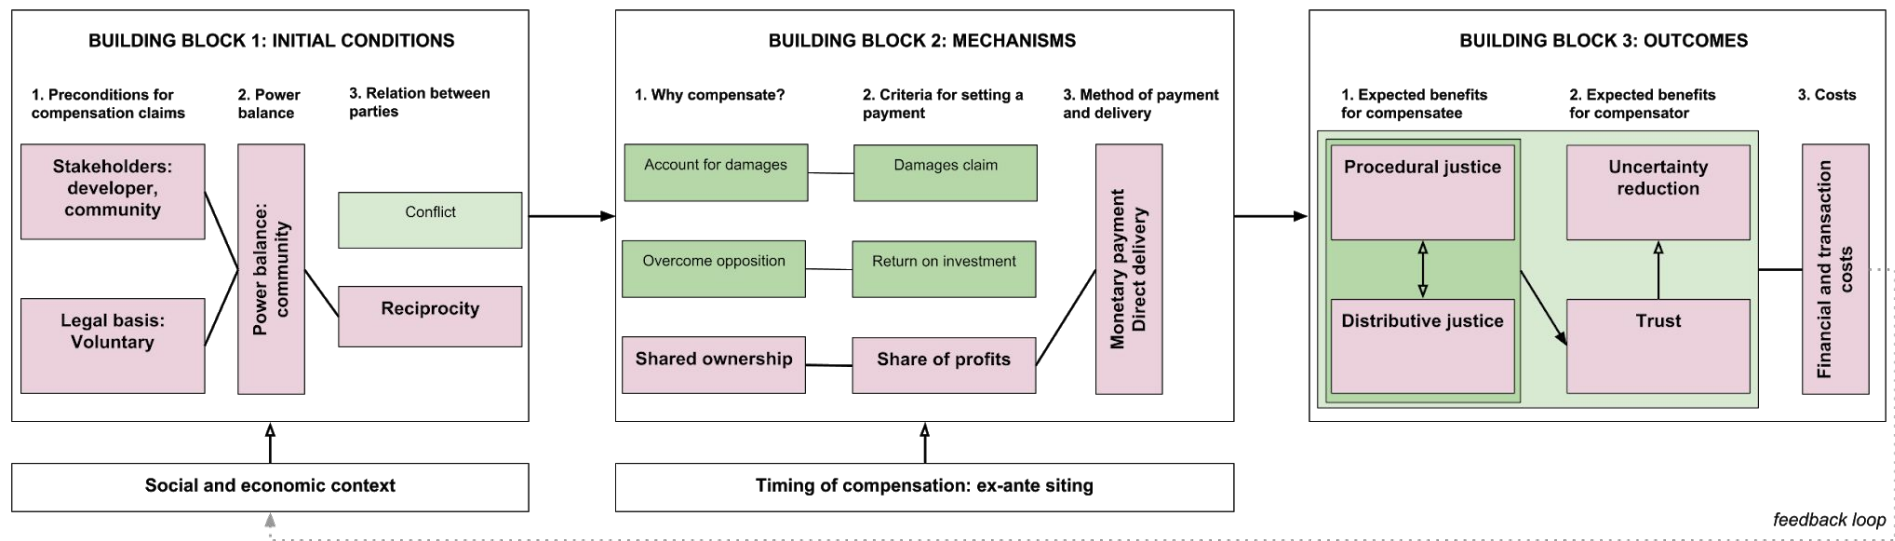 BUILDING BLOCK 1: INITIAL CONDITIONS
1. Preconditions for
compensation claims
2. Power
balance
3. Relation between
parties
Stakeholders:
developer,
community
Legal basis:
Voluntary
Power balance:
community
Conflict
Reciprocity
Social and economic context
BUILDING BLOCK 2: MECHANISMS
1. Why compensate?
2. Criteria for setting a
payment
3. Method of payment
and delivery
Account for damages
Damages claim
Overcome opposition
Return on investment
Shared ownership
Share of profits
Monetary payment
Direct delivery
Timing of compensation: ex-ante siting
BUILDING BLOCK 3: OUTCOMES
1. Expected benefits
for compensatee
2. Expected benefits
for compensator
3. Costs
Procedural justice
Uncertainty
reduction
Distributive justice
Trust
Financial and transaction
costs
feedback loop